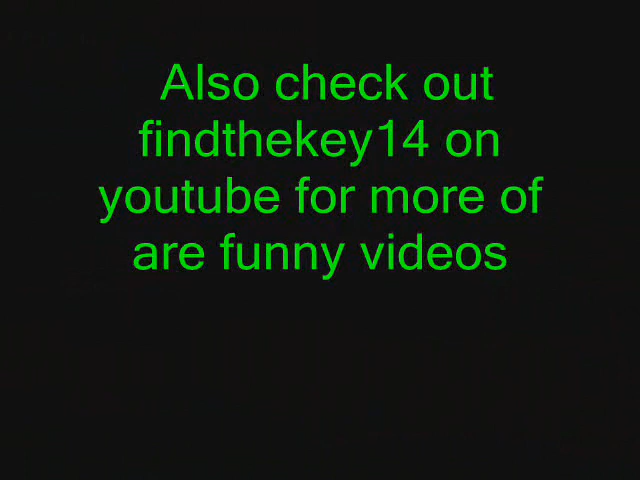 Also check out
findthekey14 on
youtube for more of
are funny videos